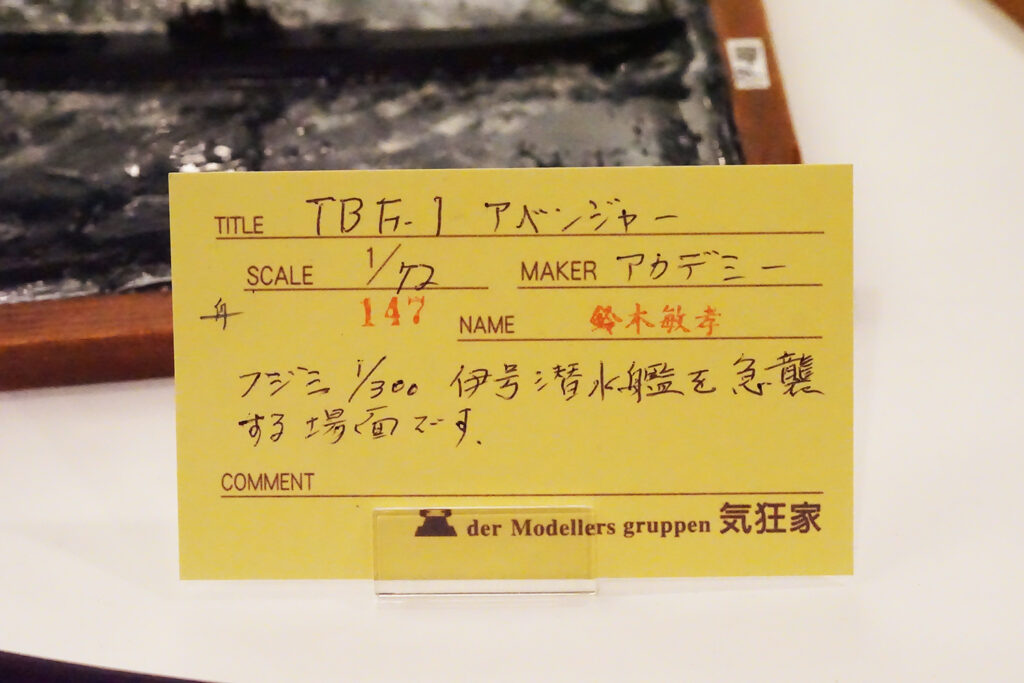 TITLE TBF-1 アベンジャー
SCALE 1/72 MAKER アカデミー
舟 147 NAME 鈴木敏孝
フジミ 1/300 伊号潜水艦を急襲
する場面です.
COMMENT
der Modellers gruppen 気狂家